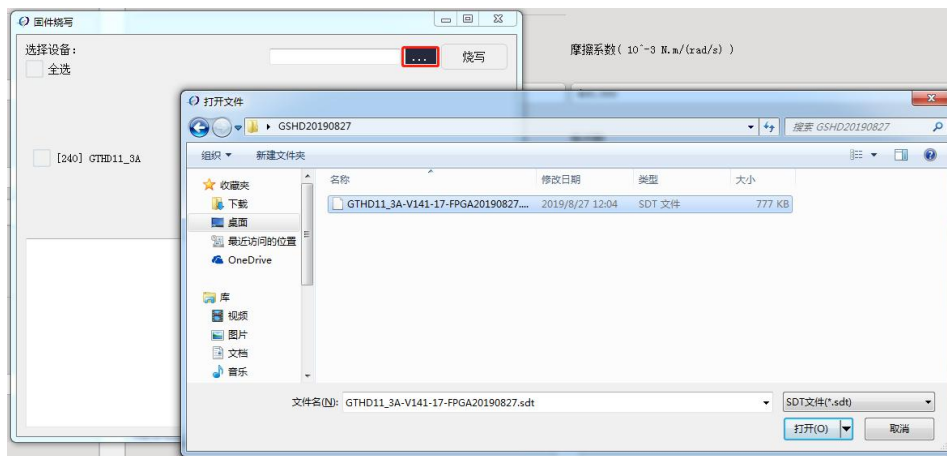 固件烧写
选择设备:
全选
...
烧写
摩擦系数( 10^-3 N.m/(rad/s) )
[240] GTHD11_3A
打开文件
GSHD20190827
搜索 GSHD20190827
组织
新建文件夹
名称
修改日期
类型
大小
收藏夹
下载
桌面
最近访问的位置
OneDrive
库
视频
图片
文档
音乐
GTHD11_3A-V141-17-FPGA20190827.... 2019/8/27 12:04 SDT 文件 777 KB
文件名(N): GTHD11_3A-V141-17-FPGA20190827.sdt
SDT文件(*.sdt)
打开(O)
取消